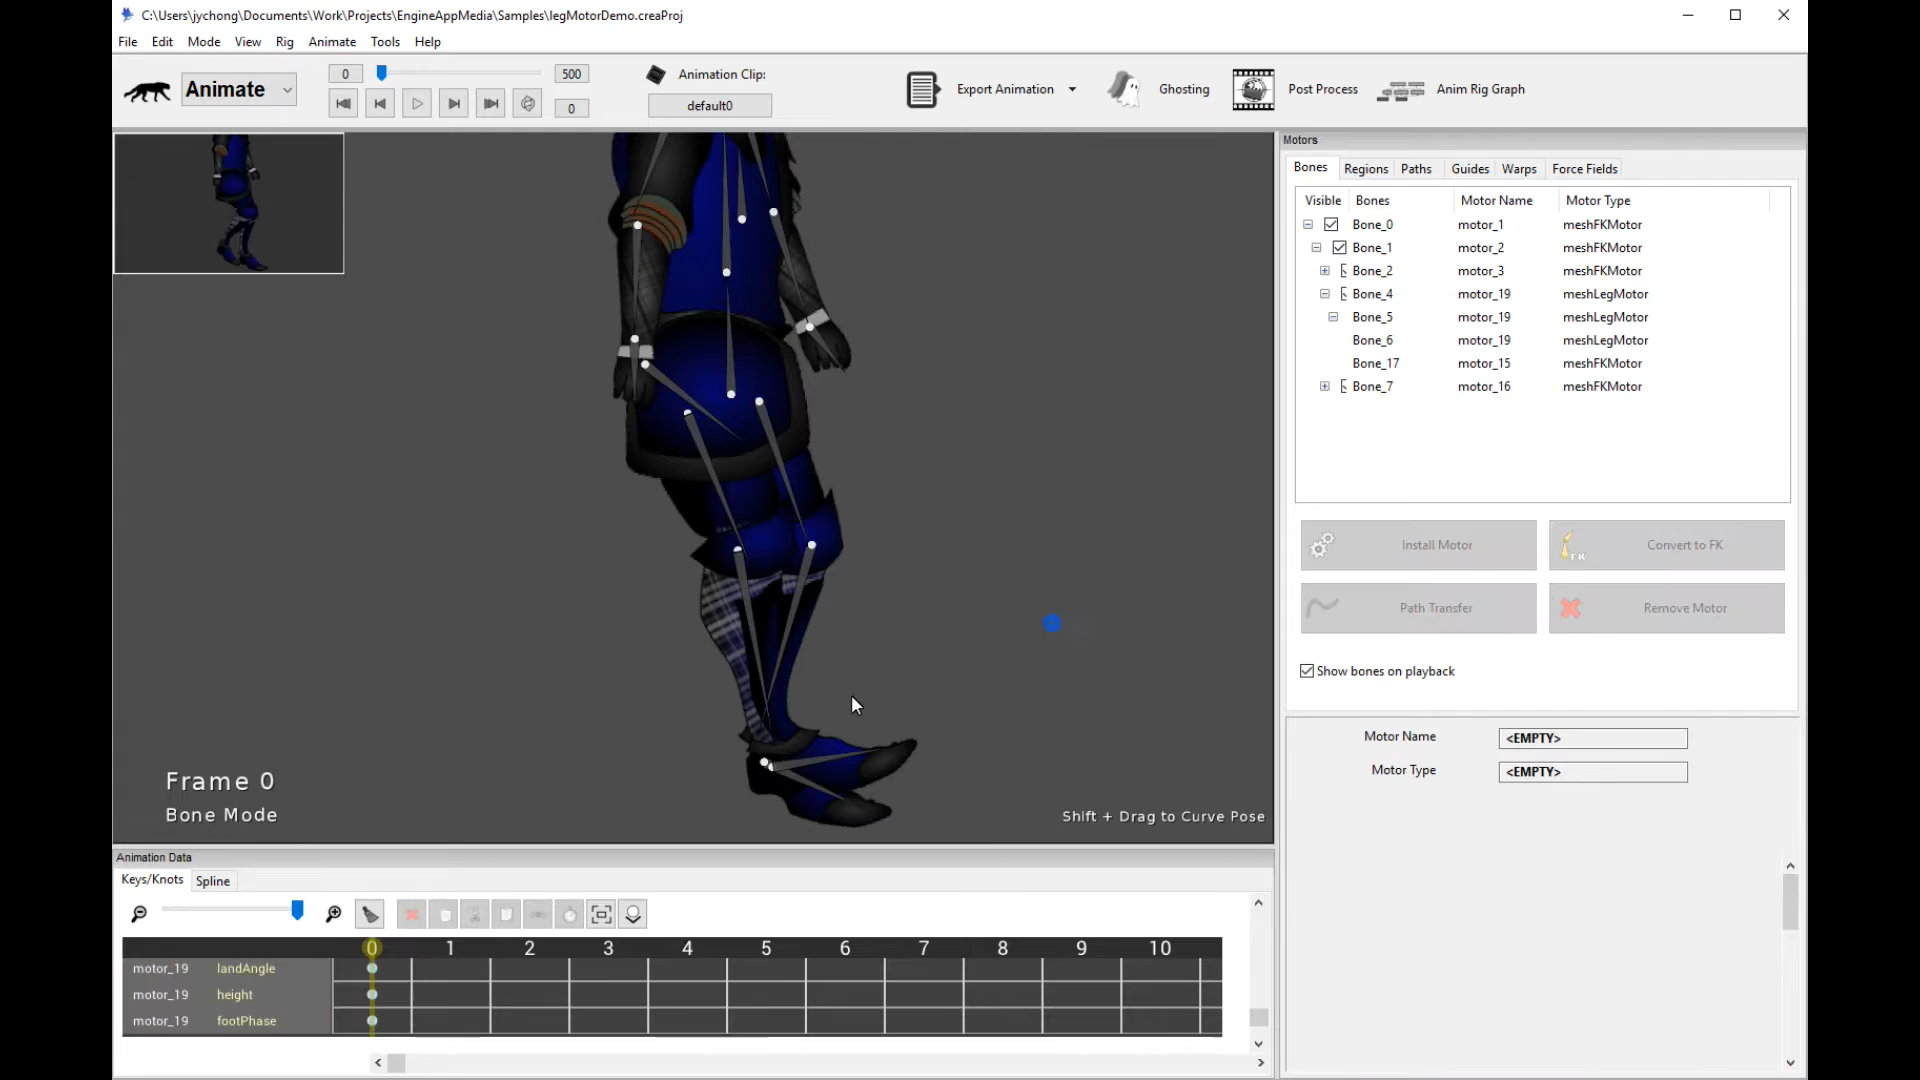 C:\Users\jychong\Documents\Work\Projects\EngineAppMedia\Samples\legMotorDemo.creaProj
File Edit Mode View Rig Animate Tools Help
Animate
0 500
0
Animation Clip:
default0
Export Animation
Ghosting
Post Process
Anim Rig Graph
Motors
Bones Regions Paths Guides Warps Force Fields
Visible Bones Motor Name Motor Type
Bone_0 motor_1 meshFKMotor
Bone_1 motor_2 meshFKMotor
Bone_2 motor_3 meshFKMotor
Bone_4 motor_19 meshLegMotor
Bone_5 motor_19 meshLegMotor
Bone_6 motor_19 meshLegMotor
Bone_17 motor_15 meshFKMotor
Bone_7 motor_16 meshFKMotor
Install Motor Convert to FK
FK
Path Transfer Remove Motor
Show bones on playback
Motor Name <EMPTY>
Motor Type <EMPTY>
Frame 0
Bone Mode
Shift + Drag to Curve Pose
Animation Data
Keys/Knots Spline
0 1 2 3 4 5 6 7 8 9 10
motor_19 landAngle
motor_19 height
motor_19 footPhase